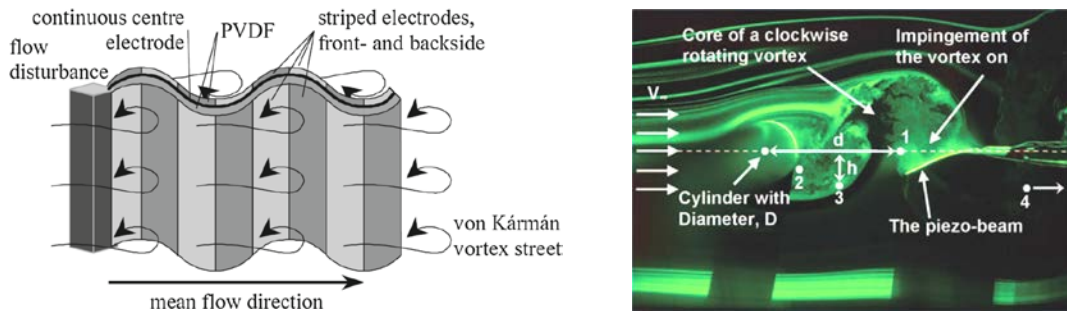 continuous centre
electrode
PVDF
striped electrodes,
front- and backside
flow
disturbance
von Kármán
vortex street
mean flow direction
Core of a clockwise
rotating vortex
Impingement of
the vortex on
V∞
d
1
h
2
3
4
Cylinder with
Diameter, D
The piezo-beam